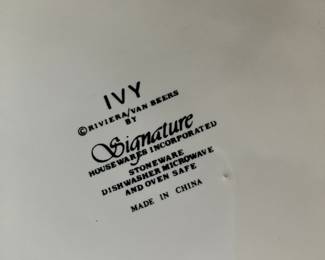 IVY
©RIVIERA/VAN BEERS
BY
Signature
HOUSEWARES INCORPORATED
STONEWARE
DISHWASHER MICROWAVE
AND OVEN SAFE
MADE IN CHINA